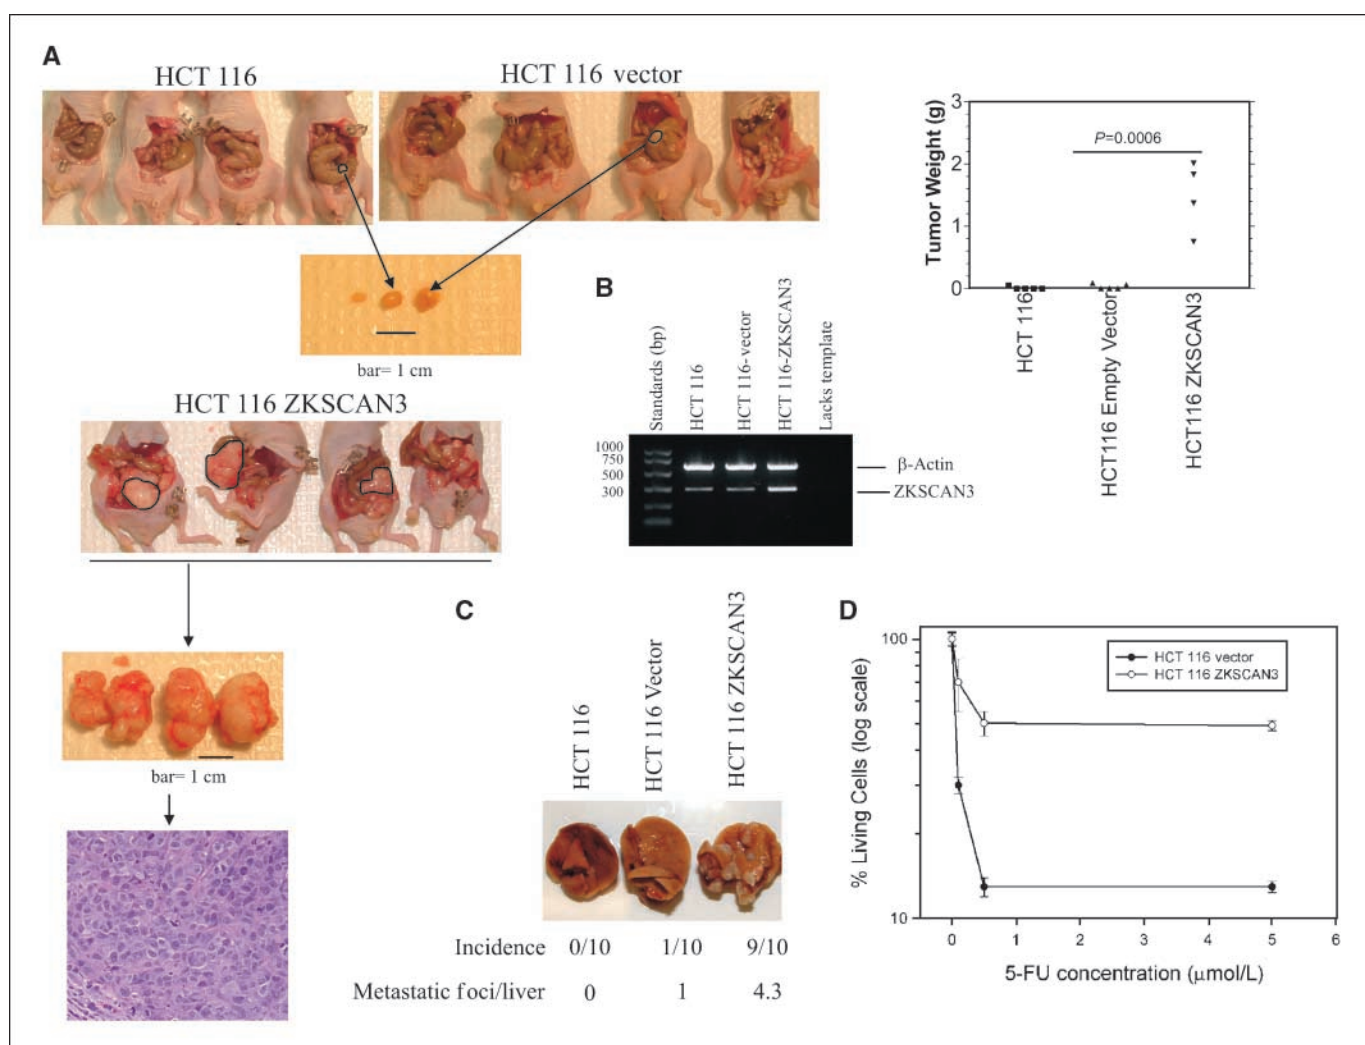 A
HCT 116
HCT 116 vector
bar= 1 cm
HCT 116 ZKSCAN3
bar= 1 cm
3
2
1
0
Tumor Weight (g)
P=0.0006
HCT 116
HCT116 Empty Vector
HCT116 ZKSCAN3
B
Standards (bp)
HCT 116
HCT 116-vector
HCT 116-ZKSCAN3
Lacks template
1000
750
500
300
β-Actin
ZKSCAN3
C
HCT 116
HCT 116 Vector
HCT 116 ZKSCAN3
Incidence 0/10 1/10 9/10
Metastatic foci/liver 0 1 4.3
D
% Living Cells (log scale)
100
10
HCT 116 vector
HCT 116 ZKSCAN3
0 1 2 3 4 5 6
5-FU concentration (μmol/L)